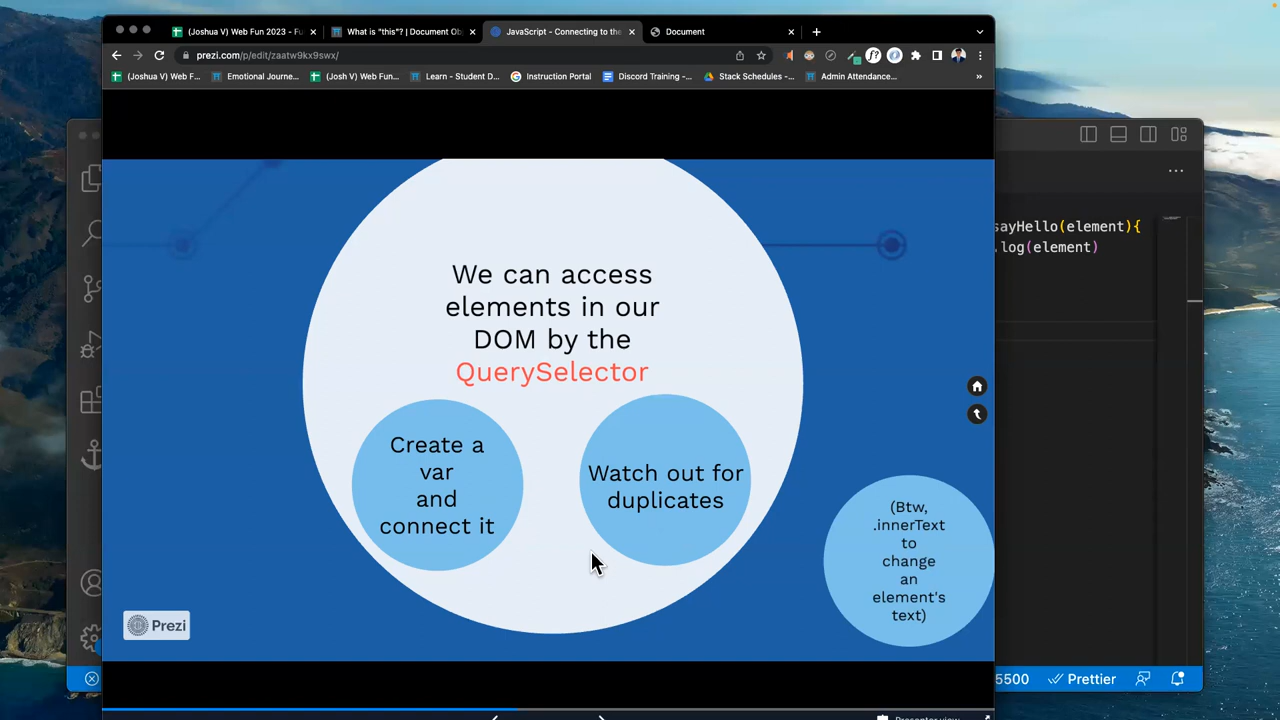 (Joshua V) Web Fun 2023 - Fu
What is "this"? | Document Ob
JavaScript - Connecting to the
Document
prezi.com/p/edit/zaatw9kx9swx/
(Joshua V) Web F...
Emotional Journe...
(Josh V) Web Fun...
Learn - Student D...
Instruction Portal
Discord Training -...
Stack Schedules -...
Admin Attendance...
»
We can access
elements in our
DOM by the
QuerySelector
Create a
var
and
connect it
Watch out for
duplicates
(Btw,
.innerText
to
change
an
element's
text)
Prezi
sayHello(element){
.log(element)
5500
Prettier